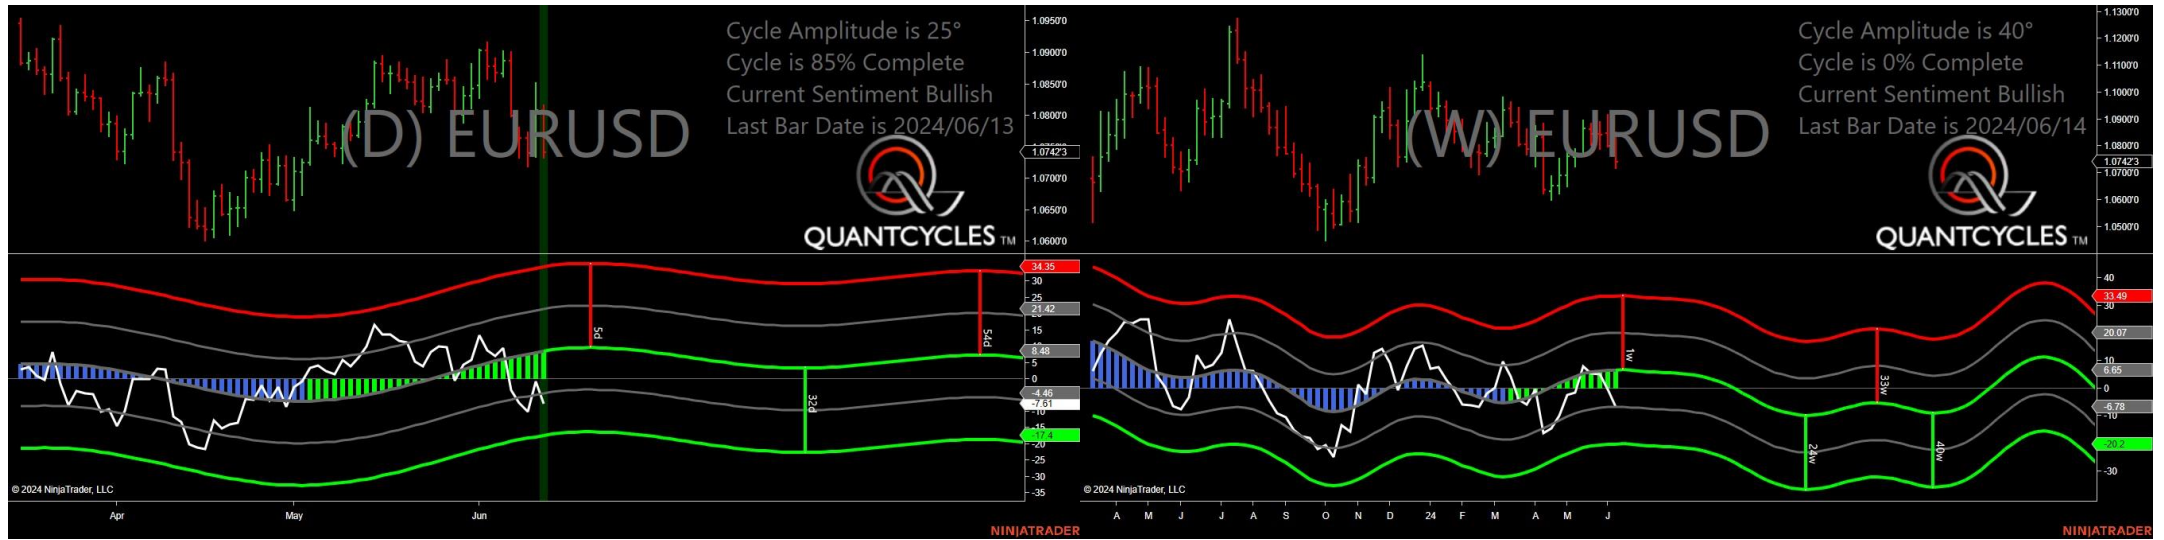 Cycle Amplitude is 25°
Cycle is 85% Complete
Current Sentiment Bullish
Last Bar Date is 2024/06/13
(D) EURUSD
QUANTCYCLES TM
1.0950'0
1.0900'0
1.0850'0
1.0800'0
1.0742'3
1.0700'0
1.0650'0
1.0600'0
34.35
30
25
21.42
15
8.48
5
0
-4.46
-7.61
-10
-15
-17.4
-20
-25
-30
-35
5d
32d
54d
© 2024 NinjaTrader, LLC
Apr
May
Jun
NINJATRADER
Cycle Amplitude is 40°
Cycle is 0% Complete
Current Sentiment Bullish
Last Bar Date is 2024/06/14
(W) EURUSD
QUANTCYCLES TM
1.1300'0
1.1200'0
1.1100'0
1.1000'0
1.0900'0
1.0800'0
1.0742'3
1.0700'0
1.0600'0
1.0500'0
40
33.49
30
20.07
10
6.65
0
-6.78
-10
-20.2
-30
1w
24w
33w
40w
© 2024 NinjaTrader, LLC
A M J J A S O N D 24 F M A M J
NINJATRADER